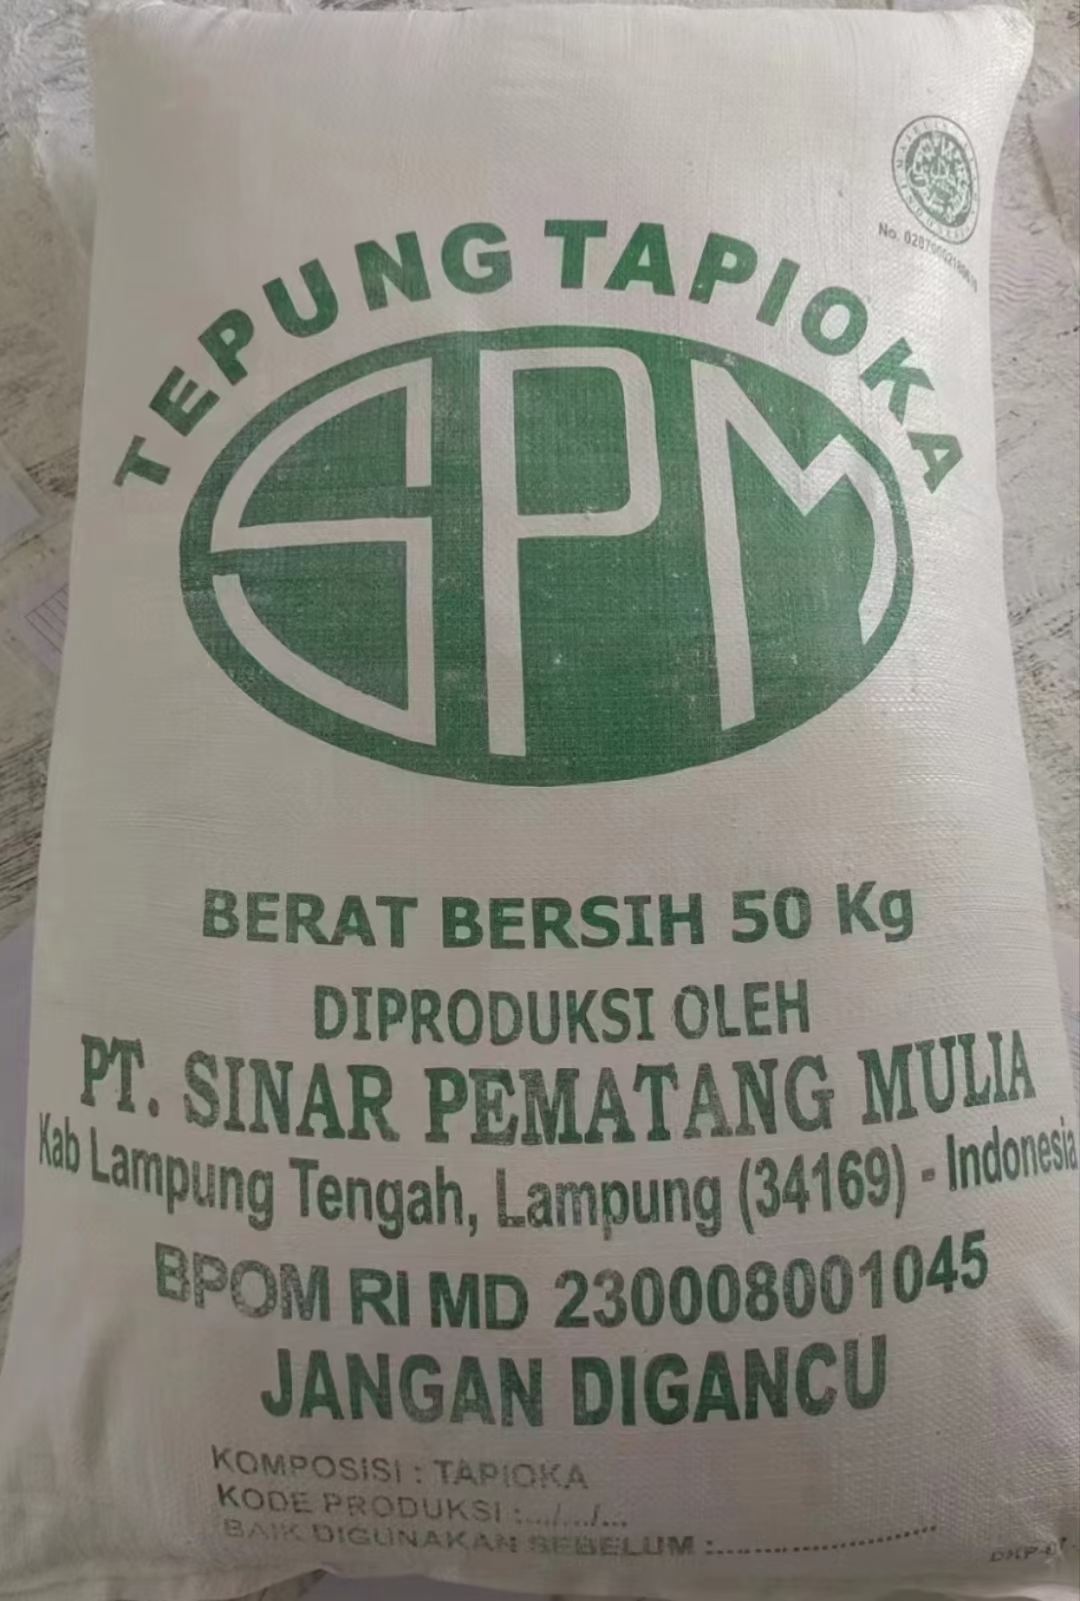 No.
TEPUNG TAPIOKA
SPM
BERAT BERSIH 50 Kg
DIPRODUKSI OLEH
PT. SINAR PEMATANG MULIA
Kab Lampung Tengah, Lampung (34169) - Indonesia
BPOM RI MD 230008001045
JANGAN DIGANCU
KOMPOSISI : TAPIOKA
KODE PRODUKSI :..../..../....
BAIK DIGUNAKAN SEBELUM :........................